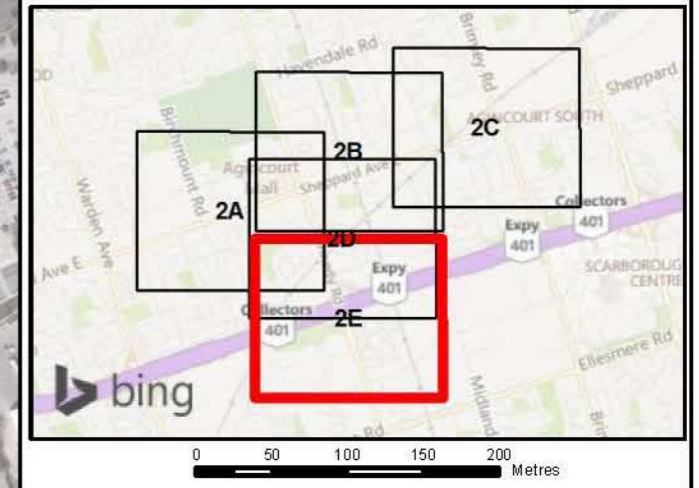 Havendale Rd
Brimley Rd
Sheppard
AGINCOURT SOUTH
2C
2B
Birchmount Rd
Agincourt
Mall
Sheppard Ave E
2A
Warden Ave
Collectors
401
Expy
401
2D
Ave E
Expy
401
SCARBOROUG
CENTRE
Collectors
401
2E
Ellesmere Rd
bing
Midland
Bri
Rd
0 50 100 150 200
Metres